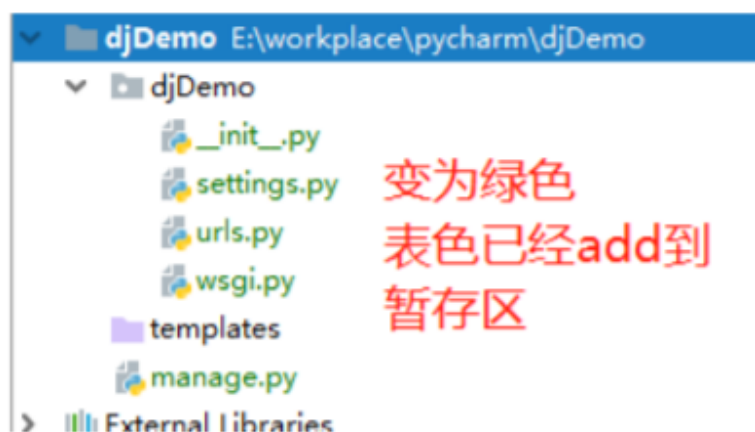 djDemo E:\workplace\pycharm\djDemo
djDemo
__init__.py
settings.py
urls.py
wsgi.py
templates
manage.py
External Libraries
变为绿色
表色已经add到
暂存区